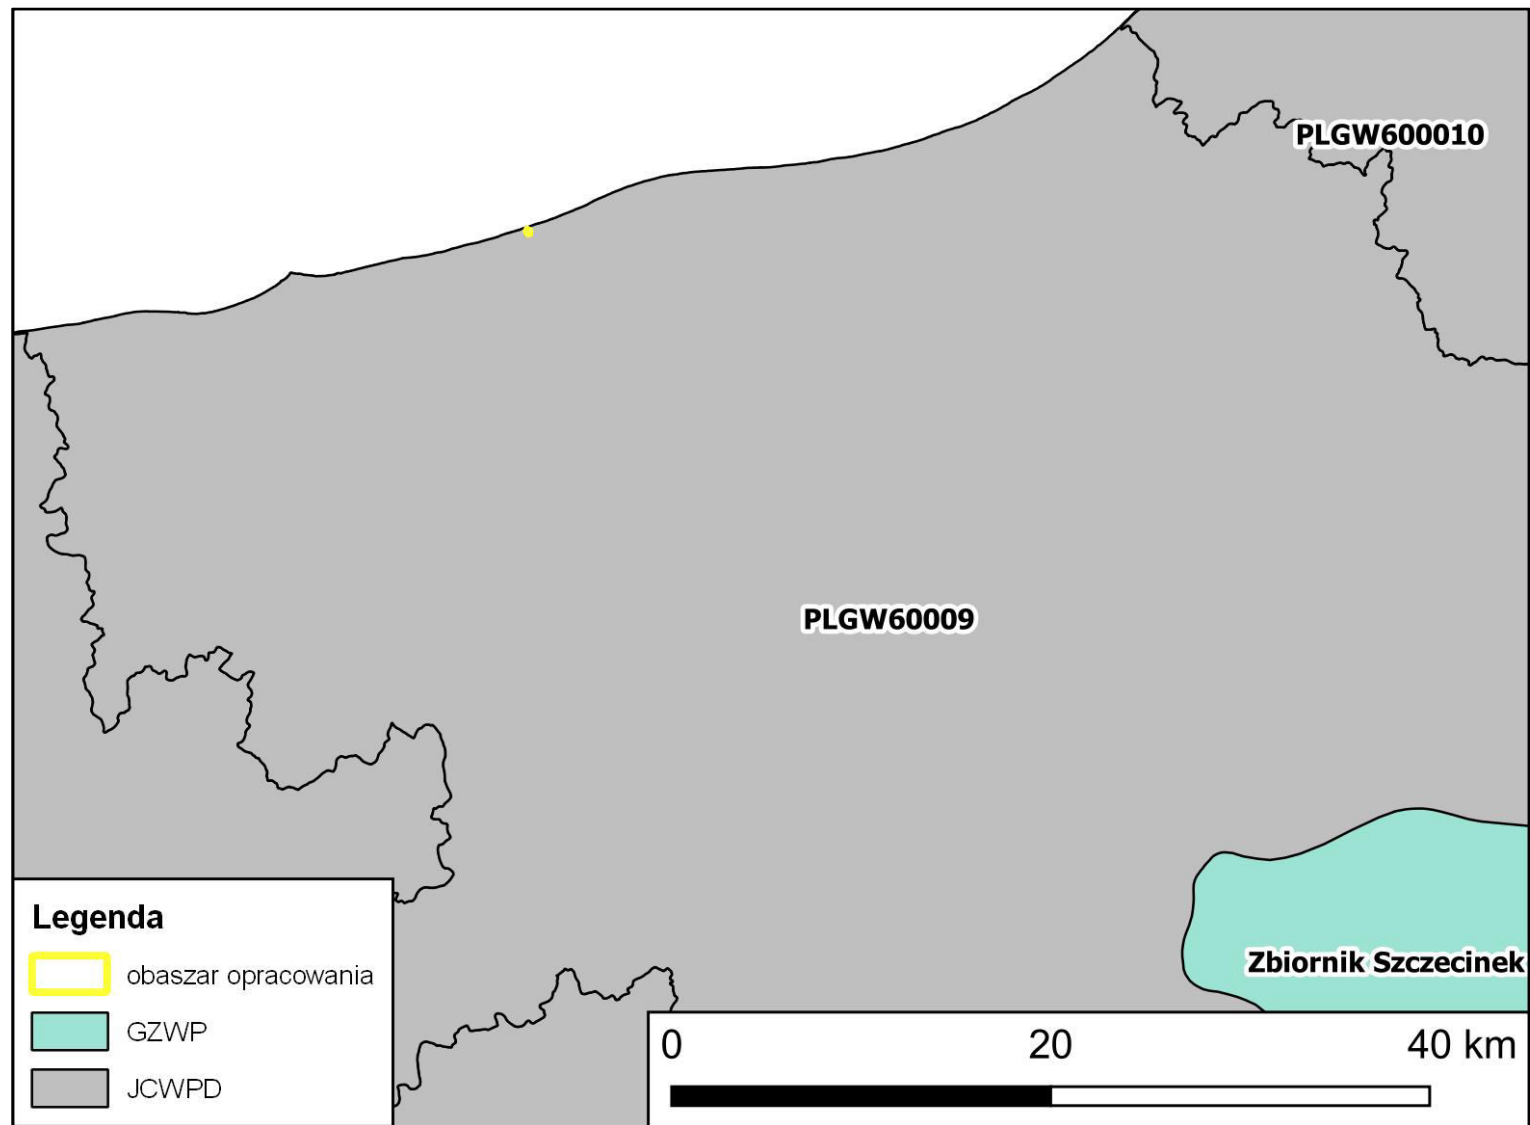 PLGW600010
PLGW60009
Zbiornik Szczecinek
Legenda
obaszar opracowania
GZWP
JCWPD
0 20 40 km